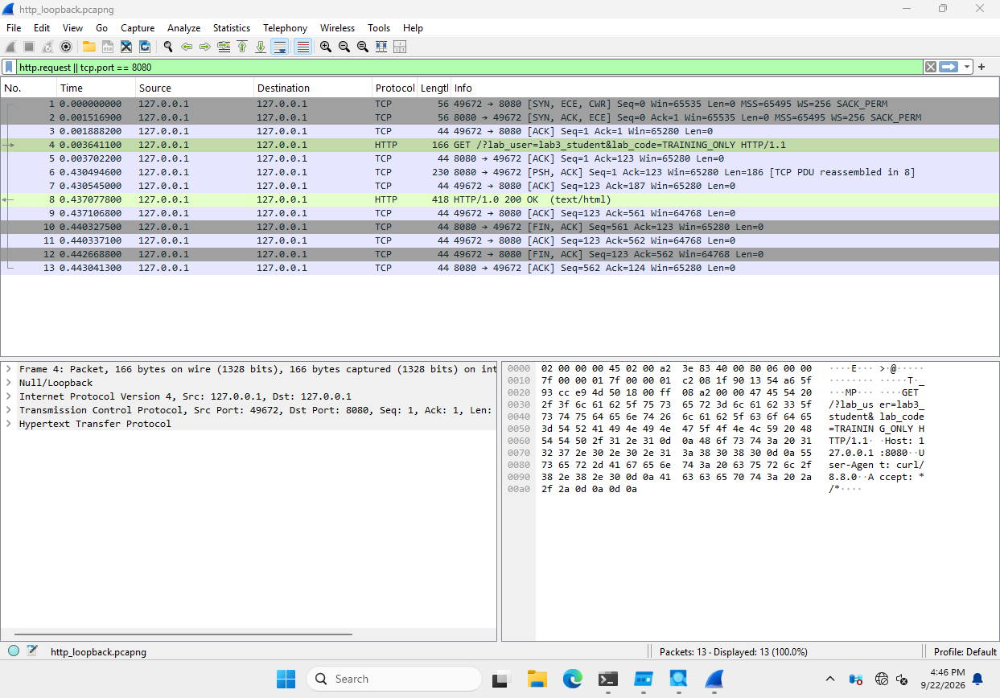 http_loopback.pcapng
File Edit View Go Capture Analyze Statistics Telephony Wireless Tools Help
http.request || tcp.port == 8080
No. Time Source Destination Protocol Lengtl Info
1 0.000000000 127.0.0.1 127.0.0.1 TCP 56 49672 → 8080 [SYN, ECE, CWR] Seq=0 Win=65535 Len=0 MSS=65495 WS=256 SACK_PERM
2 0.001516900 127.0.0.1 127.0.0.1 TCP 56 8080 → 49672 [SYN, ACK, ECE] Seq=0 Ack=1 Win=65535 Len=0 MSS=65495 WS=256 SACK_PERM
3 0.001888200 127.0.0.1 127.0.0.1 TCP 44 49672 → 8080 [ACK] Seq=1 Ack=1 Win=65280 Len=0
4 0.003641100 127.0.0.1 127.0.0.1 HTTP 166 GET /?lab_user=lab3_student&lab_code=TRAINING_ONLY HTTP/1.1
5 0.003702200 127.0.0.1 127.0.0.1 TCP 44 8080 → 49672 [ACK] Seq=1 Ack=123 Win=65280 Len=0
6 0.430494600 127.0.0.1 127.0.0.1 TCP 230 8080 → 49672 [PSH, ACK] Seq=1 Ack=123 Win=65280 Len=186 [TCP PDU reassembled in 8]
7 0.430545000 127.0.0.1 127.0.0.1 TCP 44 49672 → 8080 [ACK] Seq=123 Ack=187 Win=65280 Len=0
8 0.437077800 127.0.0.1 127.0.0.1 HTTP 418 HTTP/1.0 200 OK (text/html)
9 0.437106800 127.0.0.1 127.0.0.1 TCP 44 49672 → 8080 [ACK] Seq=123 Ack=561 Win=64768 Len=0
10 0.440327500 127.0.0.1 127.0.0.1 TCP 44 8080 → 49672 [FIN, ACK] Seq=561 Ack=123 Win=65280 Len=0
11 0.440337100 127.0.0.1 127.0.0.1 TCP 44 49672 → 8080 [ACK] Seq=123 Ack=562 Win=64768 Len=0
12 0.442668800 127.0.0.1 127.0.0.1 TCP 44 49672 → 8080 [FIN, ACK] Seq=123 Ack=562 Win=64768 Len=0
13 0.443041300 127.0.0.1 127.0.0.1 TCP 44 8080 → 49672 [ACK] Seq=562 Ack=124 Win=65280 Len=0
Frame 4: Packet, 166 bytes on wire (1328 bits), 166 bytes captured (1328 bits) on int
Null/Loopback
Internet Protocol Version 4, Src: 127.0.0.1, Dst: 127.0.0.1
Transmission Control Protocol, Src Port: 49672, Dst Port: 8080, Seq: 1, Ack: 1, Len:
Hypertext Transfer Protocol
0000 02 00 00 00 45 02 00 a2 3e 83 40 00 80 06 00 00 ····E··· >·@·····
0010 7f 00 00 01 7f 00 00 01 c2 08 1f 90 13 54 a6 5f ········ ·····T·_
0020 93 cc e9 4d 50 18 00 ff 08 a2 00 00 47 45 54 20 ···MP··· ····GET
0030 2f 3f 6c 61 62 5f 75 73 65 72 3d 6c 61 62 33 5f /?lab_us er=lab3_
0040 73 74 75 64 65 6e 74 26 6c 61 62 5f 63 6f 64 65 student& lab_code
0050 3d 54 52 41 49 4e 49 4e 47 5f 4f 4e 4c 59 20 48 =TRAININ G_ONLY H
0060 54 54 50 2f 31 2e 31 0d 0a 48 6f 73 74 3a 20 31 TTP/1.1· ·Host: 1
0070 32 37 2e 30 2e 30 2e 31 3a 38 30 38 30 0d 0a 55 27.0.0.1 :8080··U
0080 73 65 72 2d 41 67 65 6e 74 3a 20 63 75 72 6c 2f ser-Agen t: curl/
0090 38 2e 38 2e 30 0d 0a 41 63 63 65 70 74 3a 20 2a 8.8.0··A ccept: *
00a0 2f 2a 0d 0a 0d 0a /*····
http_loopback.pcapng Packets: 13 · Displayed: 13 (100.0%) Profile: Default
Search
4:46 PM
9/22/2026